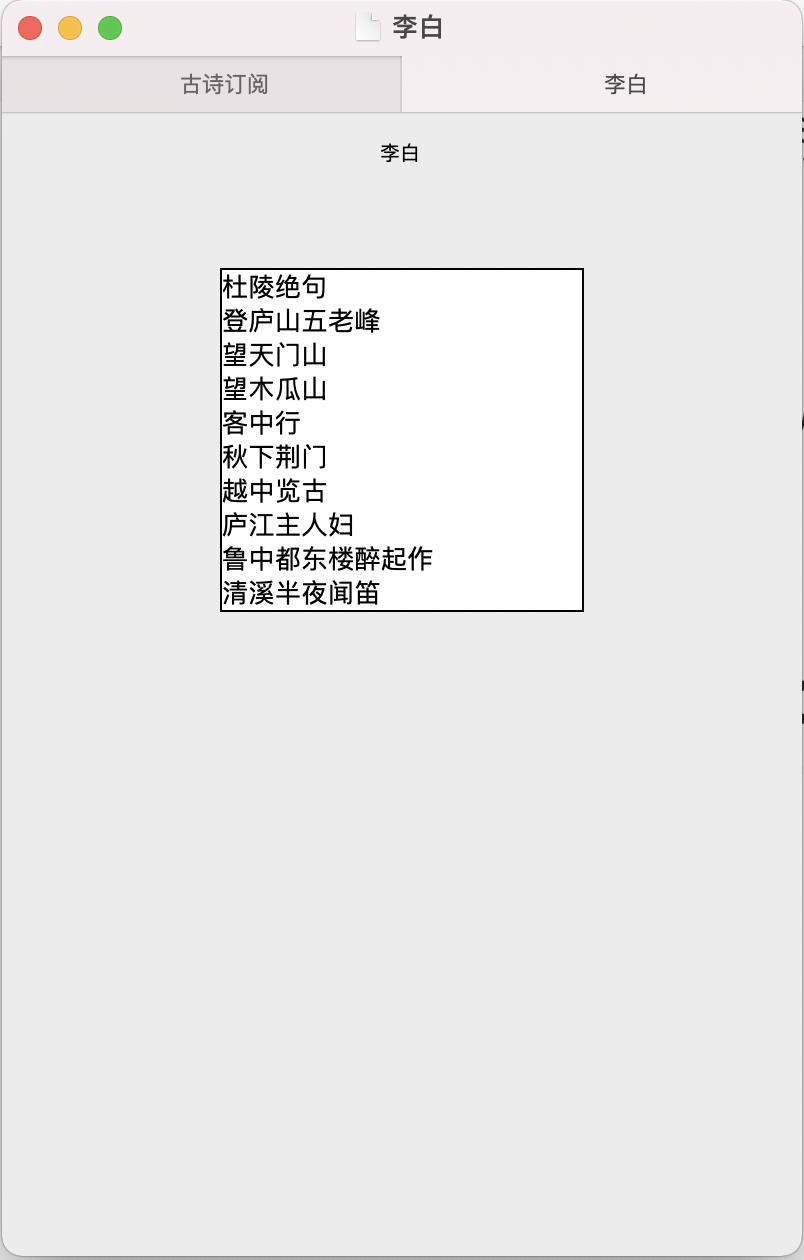 李白
古诗订阅
李白
李白
杜陵绝句
登庐山五老峰
望天门山
望木瓜山
客中行
秋下荆门
越中览古
庐江主人妇
鲁中都东楼醉起作
清溪半夜闻笛